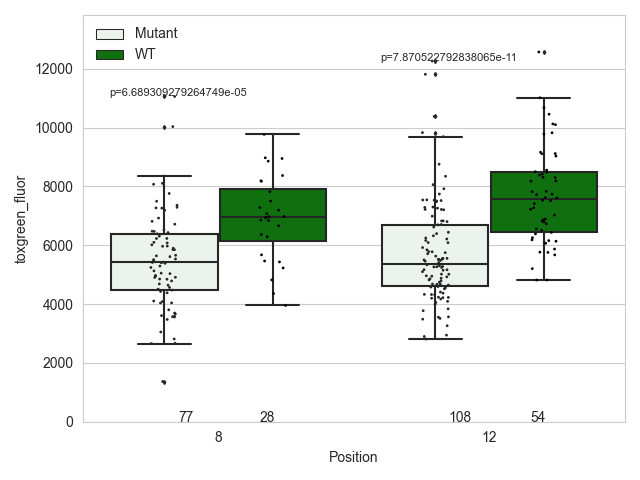 Mutant
WT
p=7.870522792838065e-11
p=6.689309279264749e-05
12000
10000
8000
6000
4000
2000
0
toxgreen_fluor
77
28
108
54
8
12
Position